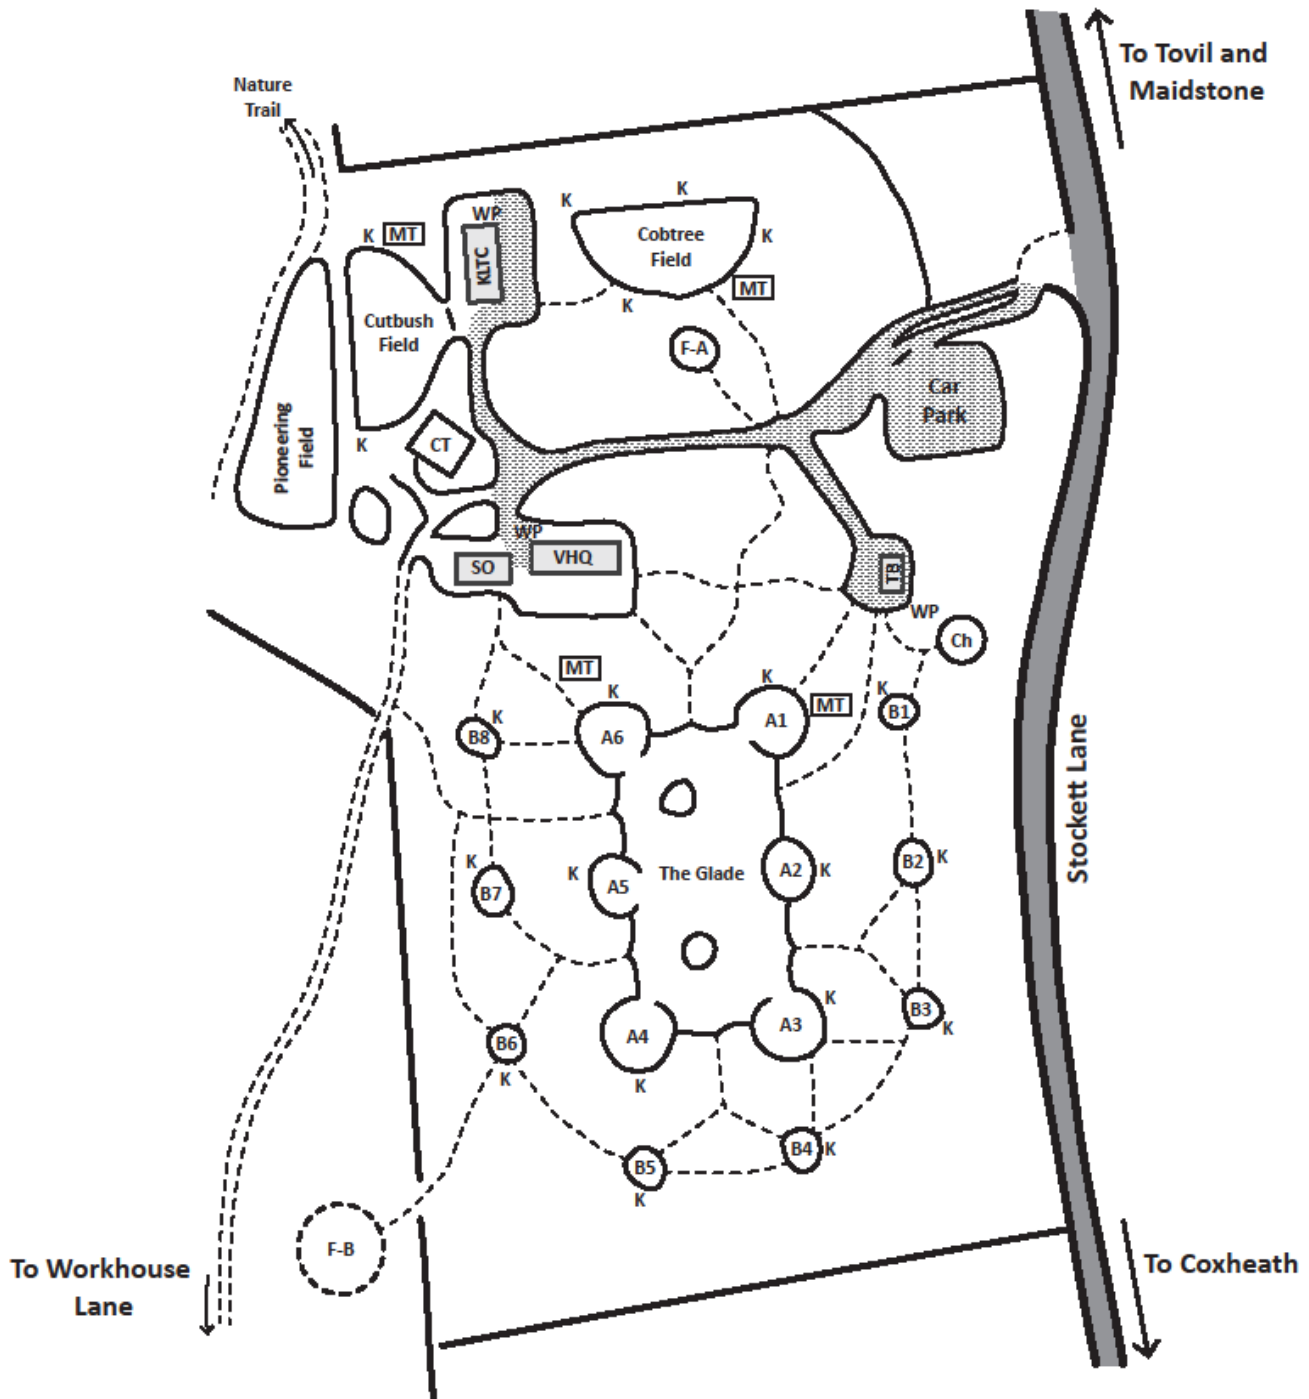 To Tovil and
Maidstone
Nature
Trail
K
K
WP
K
MT
Cobtree
Field
K
KLTC
MT
K
Cutbush
Field
F-A
Car
Park
Pioneering
Field
K
CT
WP
VHQ
SO
TB
WP
Ch
MT
K
K
K
MT
B1
K
A1
A6
B8
Stockett Lane
K
B7
K
A5
The Glade
A2
K
B2
K
K
A3
B3
K
A4
B6
K
K
B4
K
B5
K
F-B
To Workhouse
Lane
To Coxheath